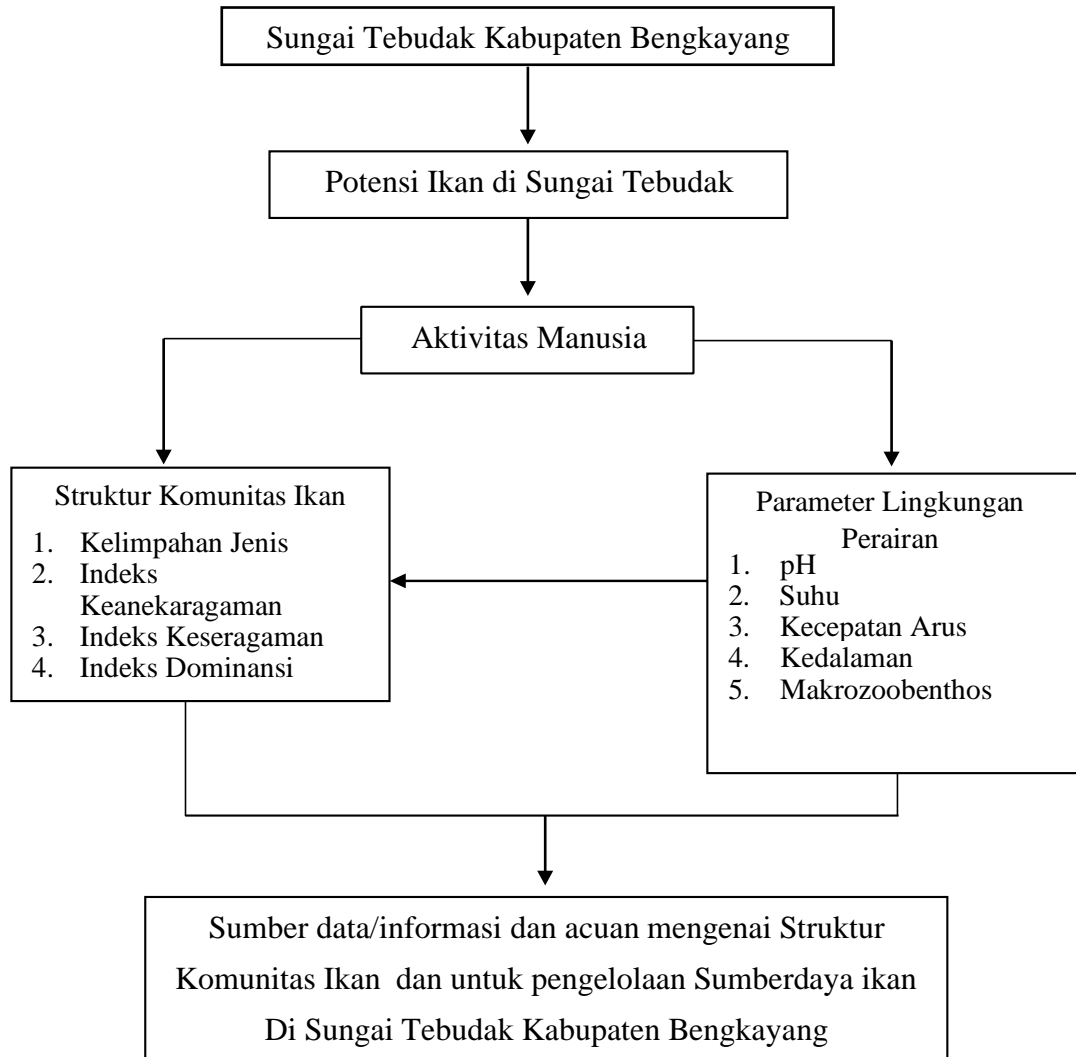 Sungai Tebudak Kabupaten Bengkayang
Potensi Ikan di Sungai Tebudak
Aktivitas Manusia
Struktur Komunitas Ikan
1. Kelimpahan Jenis
2. Indeks
Keanekaragaman
3. Indeks Keseragaman
4. Indeks Dominansi
Parameter Lingkungan
Perairan
1. pH
2. Suhu
3. Kecepatan Arus
4. Kedalaman
5. Makrozoobenthos
Sumber data/informasi dan acuan mengenai Struktur
Komunitas Ikan dan untuk pengelolaan Sumberdaya ikan
Di Sungai Tebudak Kabupaten Bengkayang